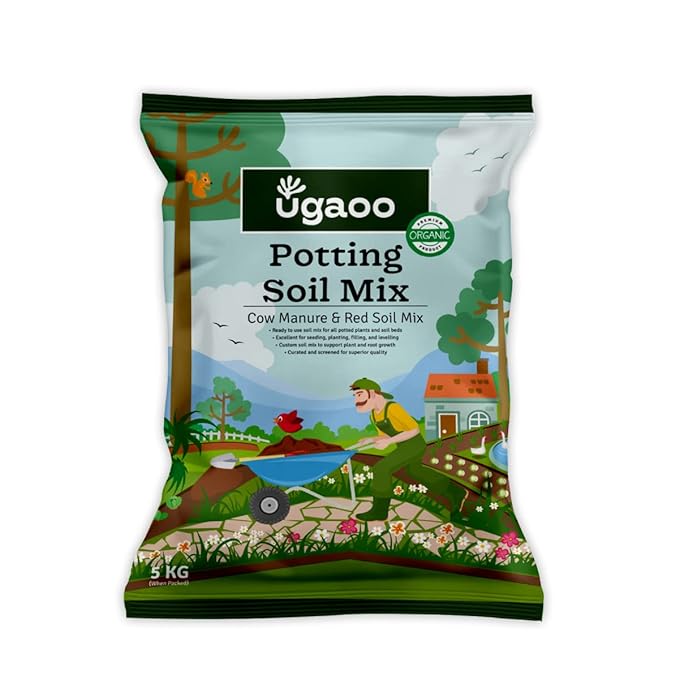 ugaoo
PREMIUM
ORGANIC
PRODUCT
Potting
Soil Mix
Cow Manure & Red Soil Mix
• Ready to use soil mix for all potted plants and soil beds
• Excellent for seeding, planting, filling, and levelling
• Custom soil mix to support plant and root growth
• Curated and screened for superior quality
5 KG
(When Packed)